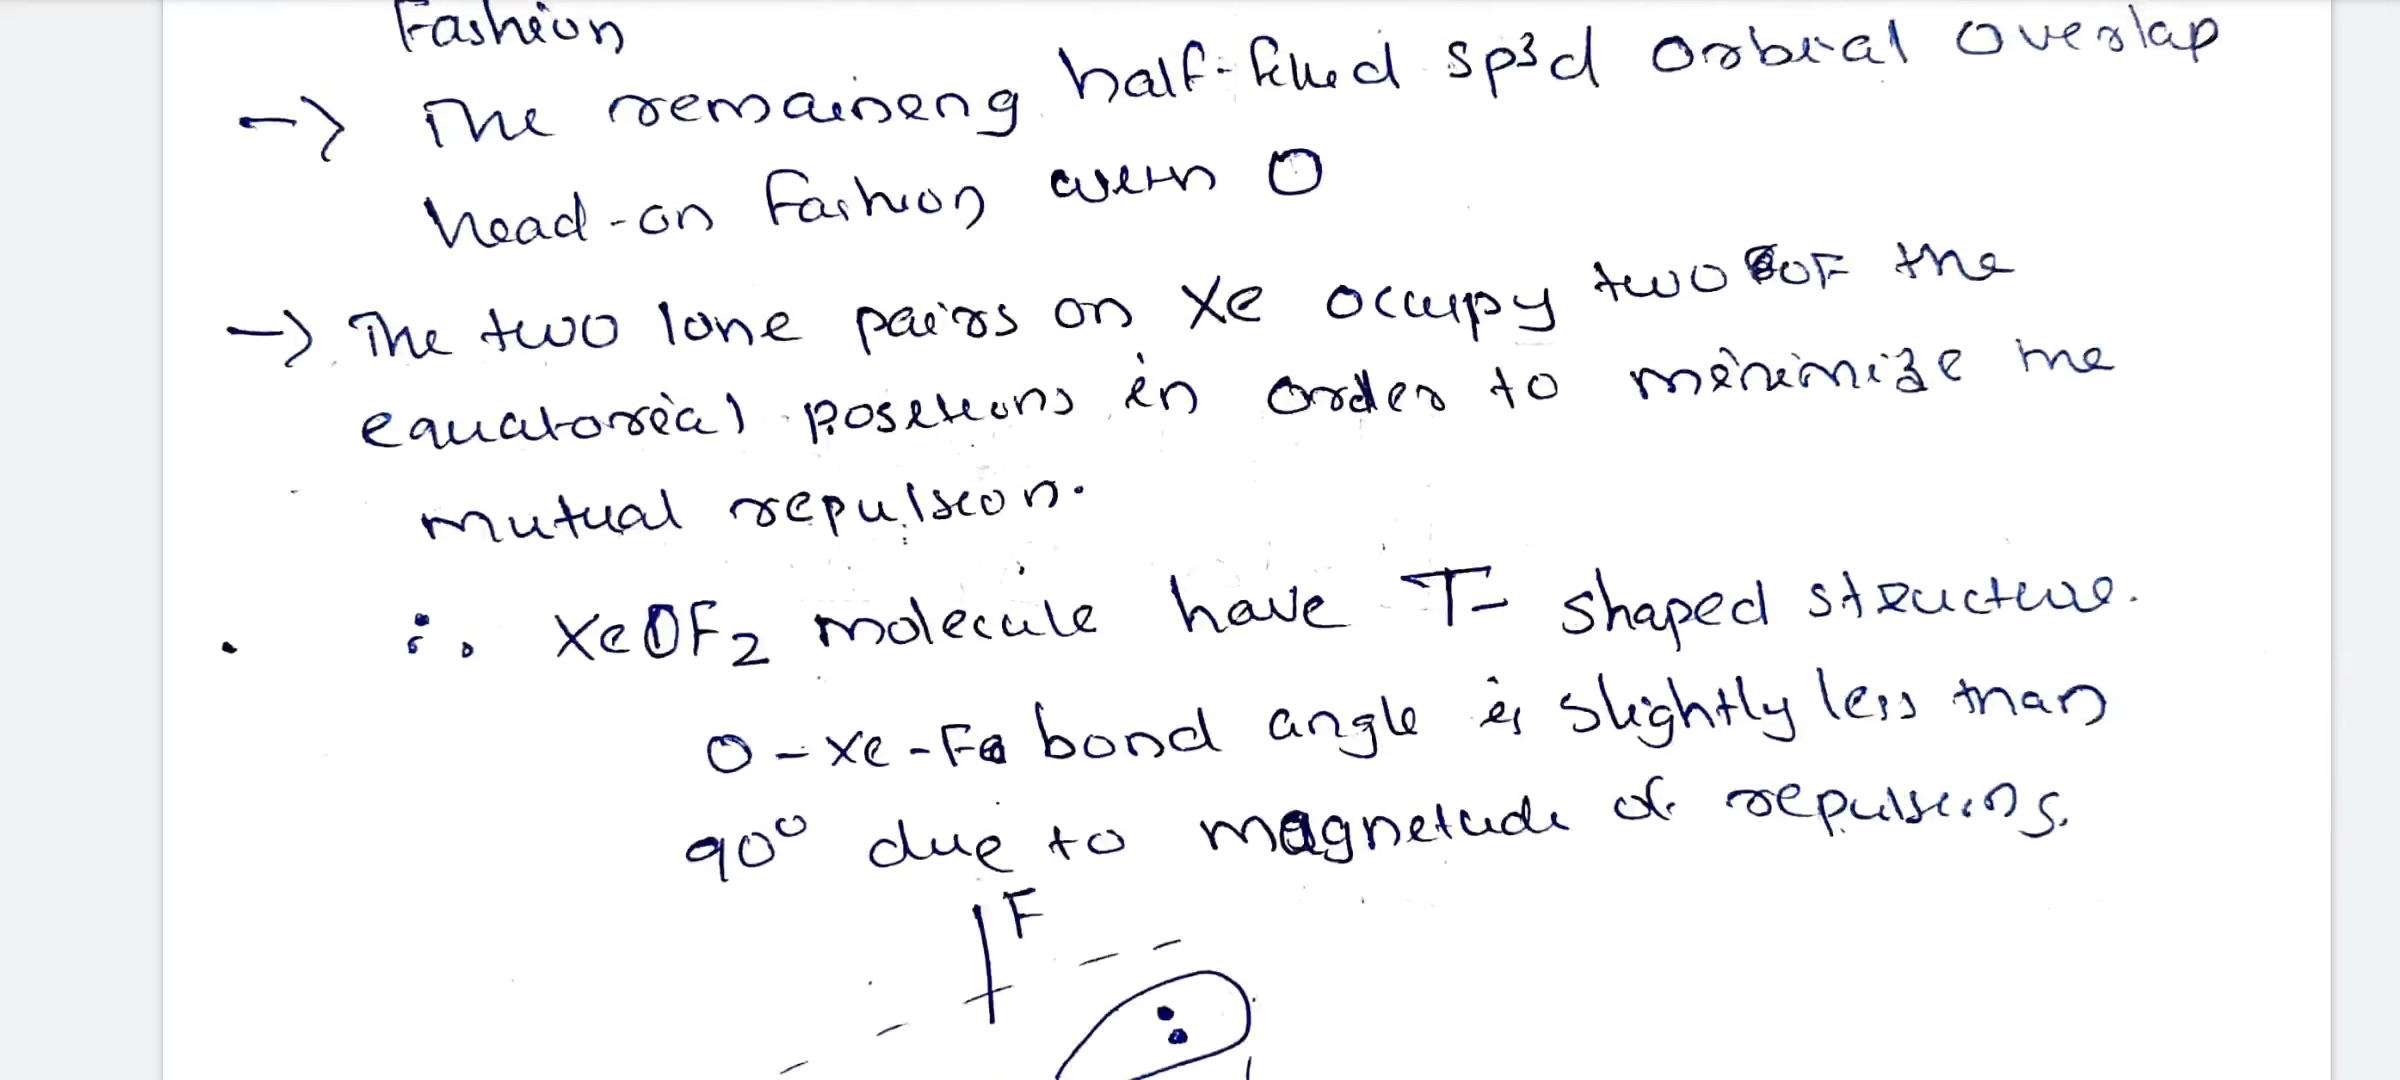 Fashion
→ The remaining half-filled sp3d orbital overlap
head-on fashion with O
→ The two lone pairs on Xe occupy two of the
equatorial positions in order to minimize the
mutual repulsion.
∴ XeOF2 molecule have T- shaped structure.
O-Xe-F bond angle is slightly less than
90° due to magnetude of repulsions.
F